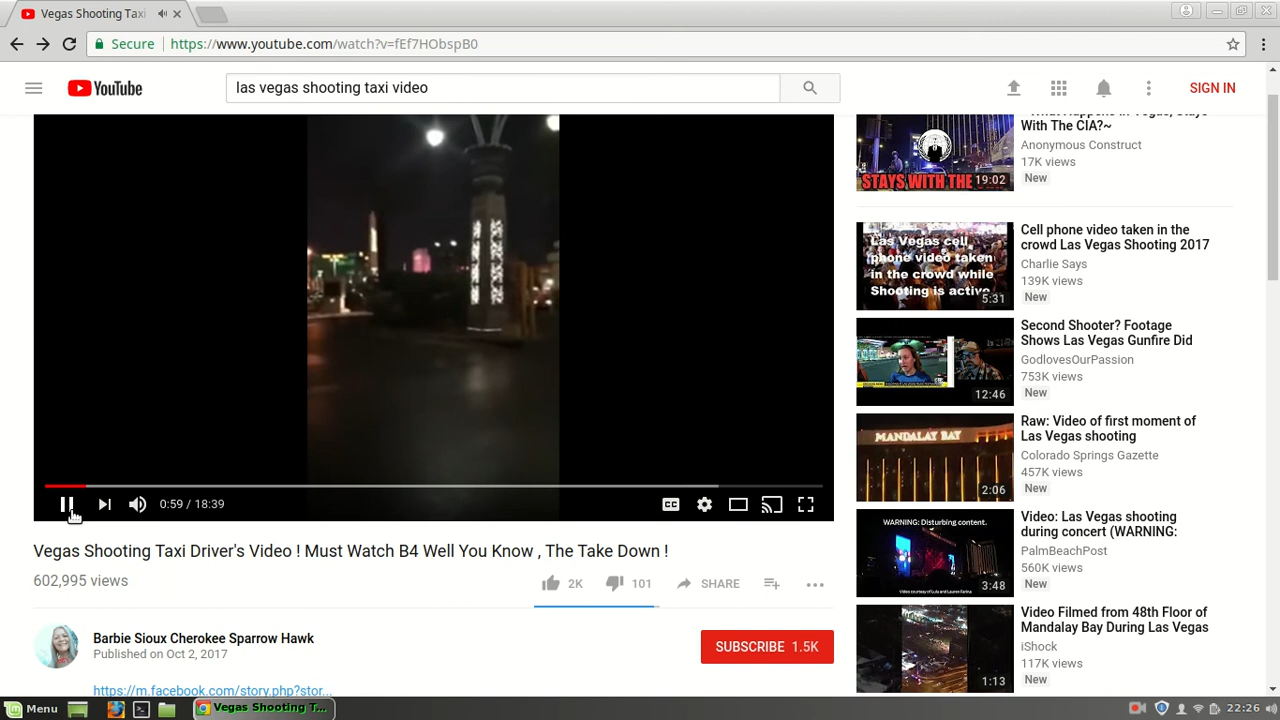 Vegas Shooting Taxi
Secure
https://www.youtube.com/watch?v=fEf7HObspB0
YouTube
las vegas shooting taxi video
SIGN IN
0:59 / 18:39
CC
Vegas Shooting Taxi Driver's Video ! Must Watch B4 Well You Know , The Take Down !
602,995 views
2K
101
SHARE
Barbie Sioux Cherokee Sparrow Hawk
Published on Oct 2, 2017
SUBSCRIBE 1.5K
https://m.facebook.com/story.php?stor...
With The CIA?~
Anonymous Construct
17K views
New
STAYS WITH THE
19:02
Cell phone video taken in the
crowd Las Vegas Shooting 2017
Charlie Says
139K views
New
Las Vegas cell
phone video taken
in the crowd while
Shooting is active
5:31
Second Shooter? Footage
Shows Las Vegas Gunfire Did
GodlovesOurPassion
753K views
New
12:46
Raw: Video of first moment of
Las Vegas shooting
Colorado Springs Gazette
457K views
New
MANDALAY BAY
2:06
Video: Las Vegas shooting
during concert (WARNING:
PalmBeachPost
560K views
New
WARNING: Disturbing content.
3:48
Video Filmed from 48th Floor of
Mandalay Bay During Las Vegas
iShock
117K views
New
1:13
Menu
Vegas Shooting T...
22:26